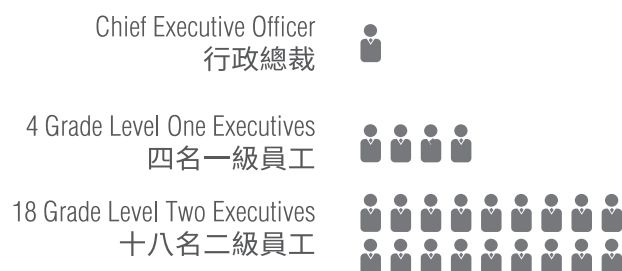 Chief Executive Officer
行政總裁
4 Grade Level One Executives
四名一級員工
18 Grade Level Two Executives
十八名二級員工